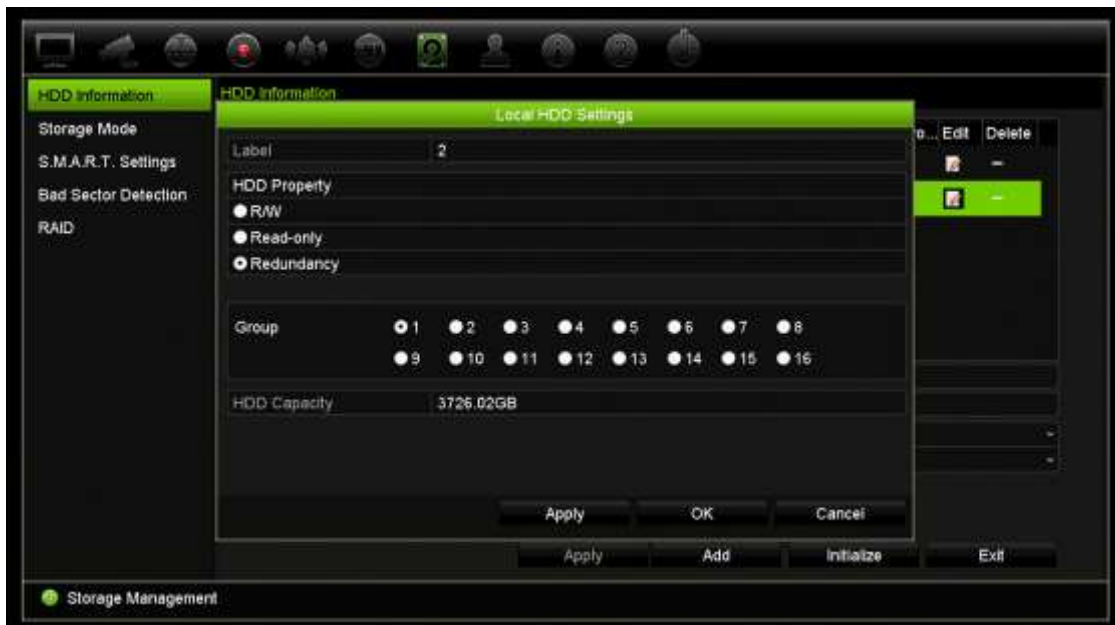 HDD Information
HDD Information
Local HDD Settings
o... Edit Delete
Storage Mode
S.M.A.R.T. Settings
Bad Sector Detection
RAID
Label 2
HDD Property
R/W
Read-only
Redundancy
Group 1 2 3 4 5 6 7 8
9 10 11 12 13 14 15 16
HDD Capacity 3726.02GB
Apply OK Cancel
Apply Add Initialize Exit
Storage Management